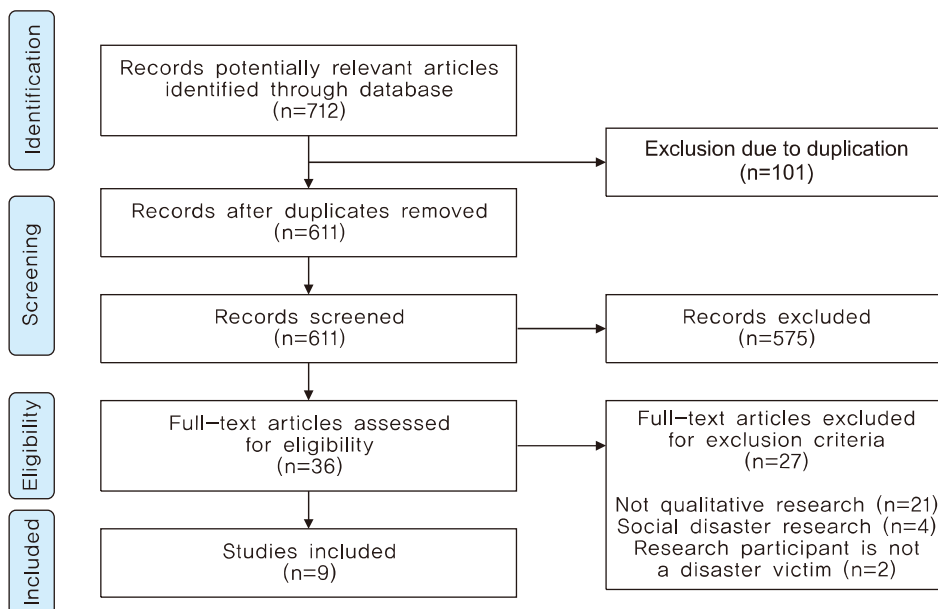 Identification
Records potentially relevant articles
identified through database
(n=712)
Exclusion due to duplication
(n=101)
Screening
Records after duplicates removed
(n=611)
Records screened
(n=611)
Records excluded
(n=575)
Eligibility
Full-text articles assessed
for eligibility
(n=36)
Full-text articles excluded
for exclusion criteria
(n=27)
Not qualitative research (n=21)
Social disaster research (n=4)
Research participant is not
a disaster victim (n=2)
Included
Studies included
(n=9)